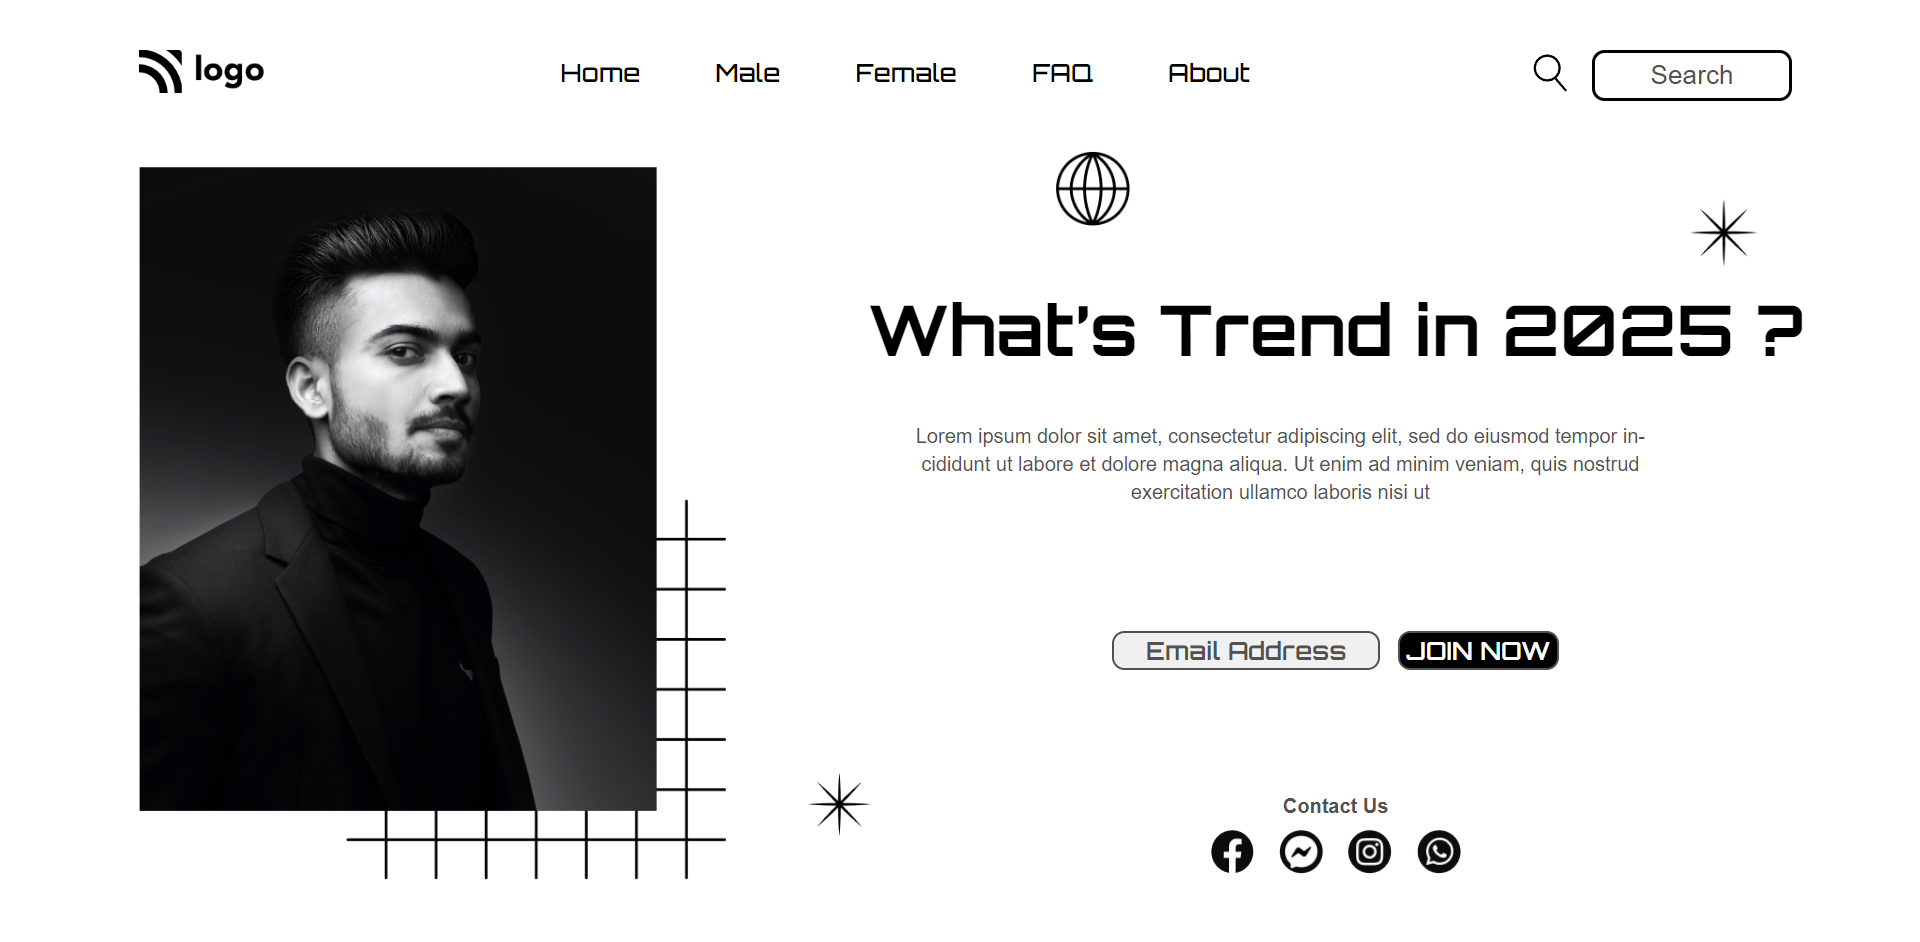 logo
Home Male Female FAQ About
Search
What's Trend in 2025 ?
Lorem ipsum dolor sit amet, consectetur adipiscing elit, sed do eiusmod tempor in-
cididunt ut labore et dolore magna aliqua. Ut enim ad minim veniam, quis nostrud
exercitation ullamco laboris nisi ut
Email Address
JOIN NOW
Contact Us